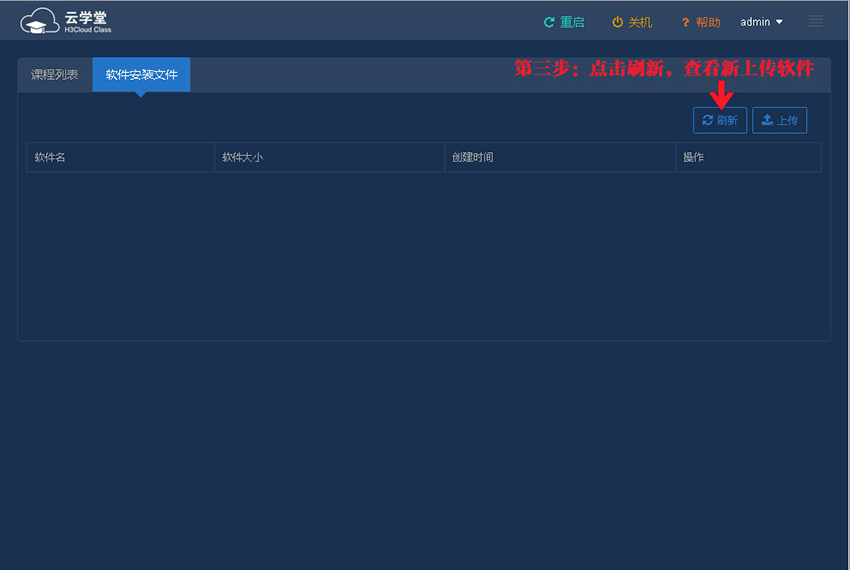 云学堂
H3Cloud Class
重启 关机 ? 帮助 admin
第三步：点击刷新，查看新上传软件
课程列表 软件安装文件
刷新 上传
软件名 软件大小 创建时间 操作